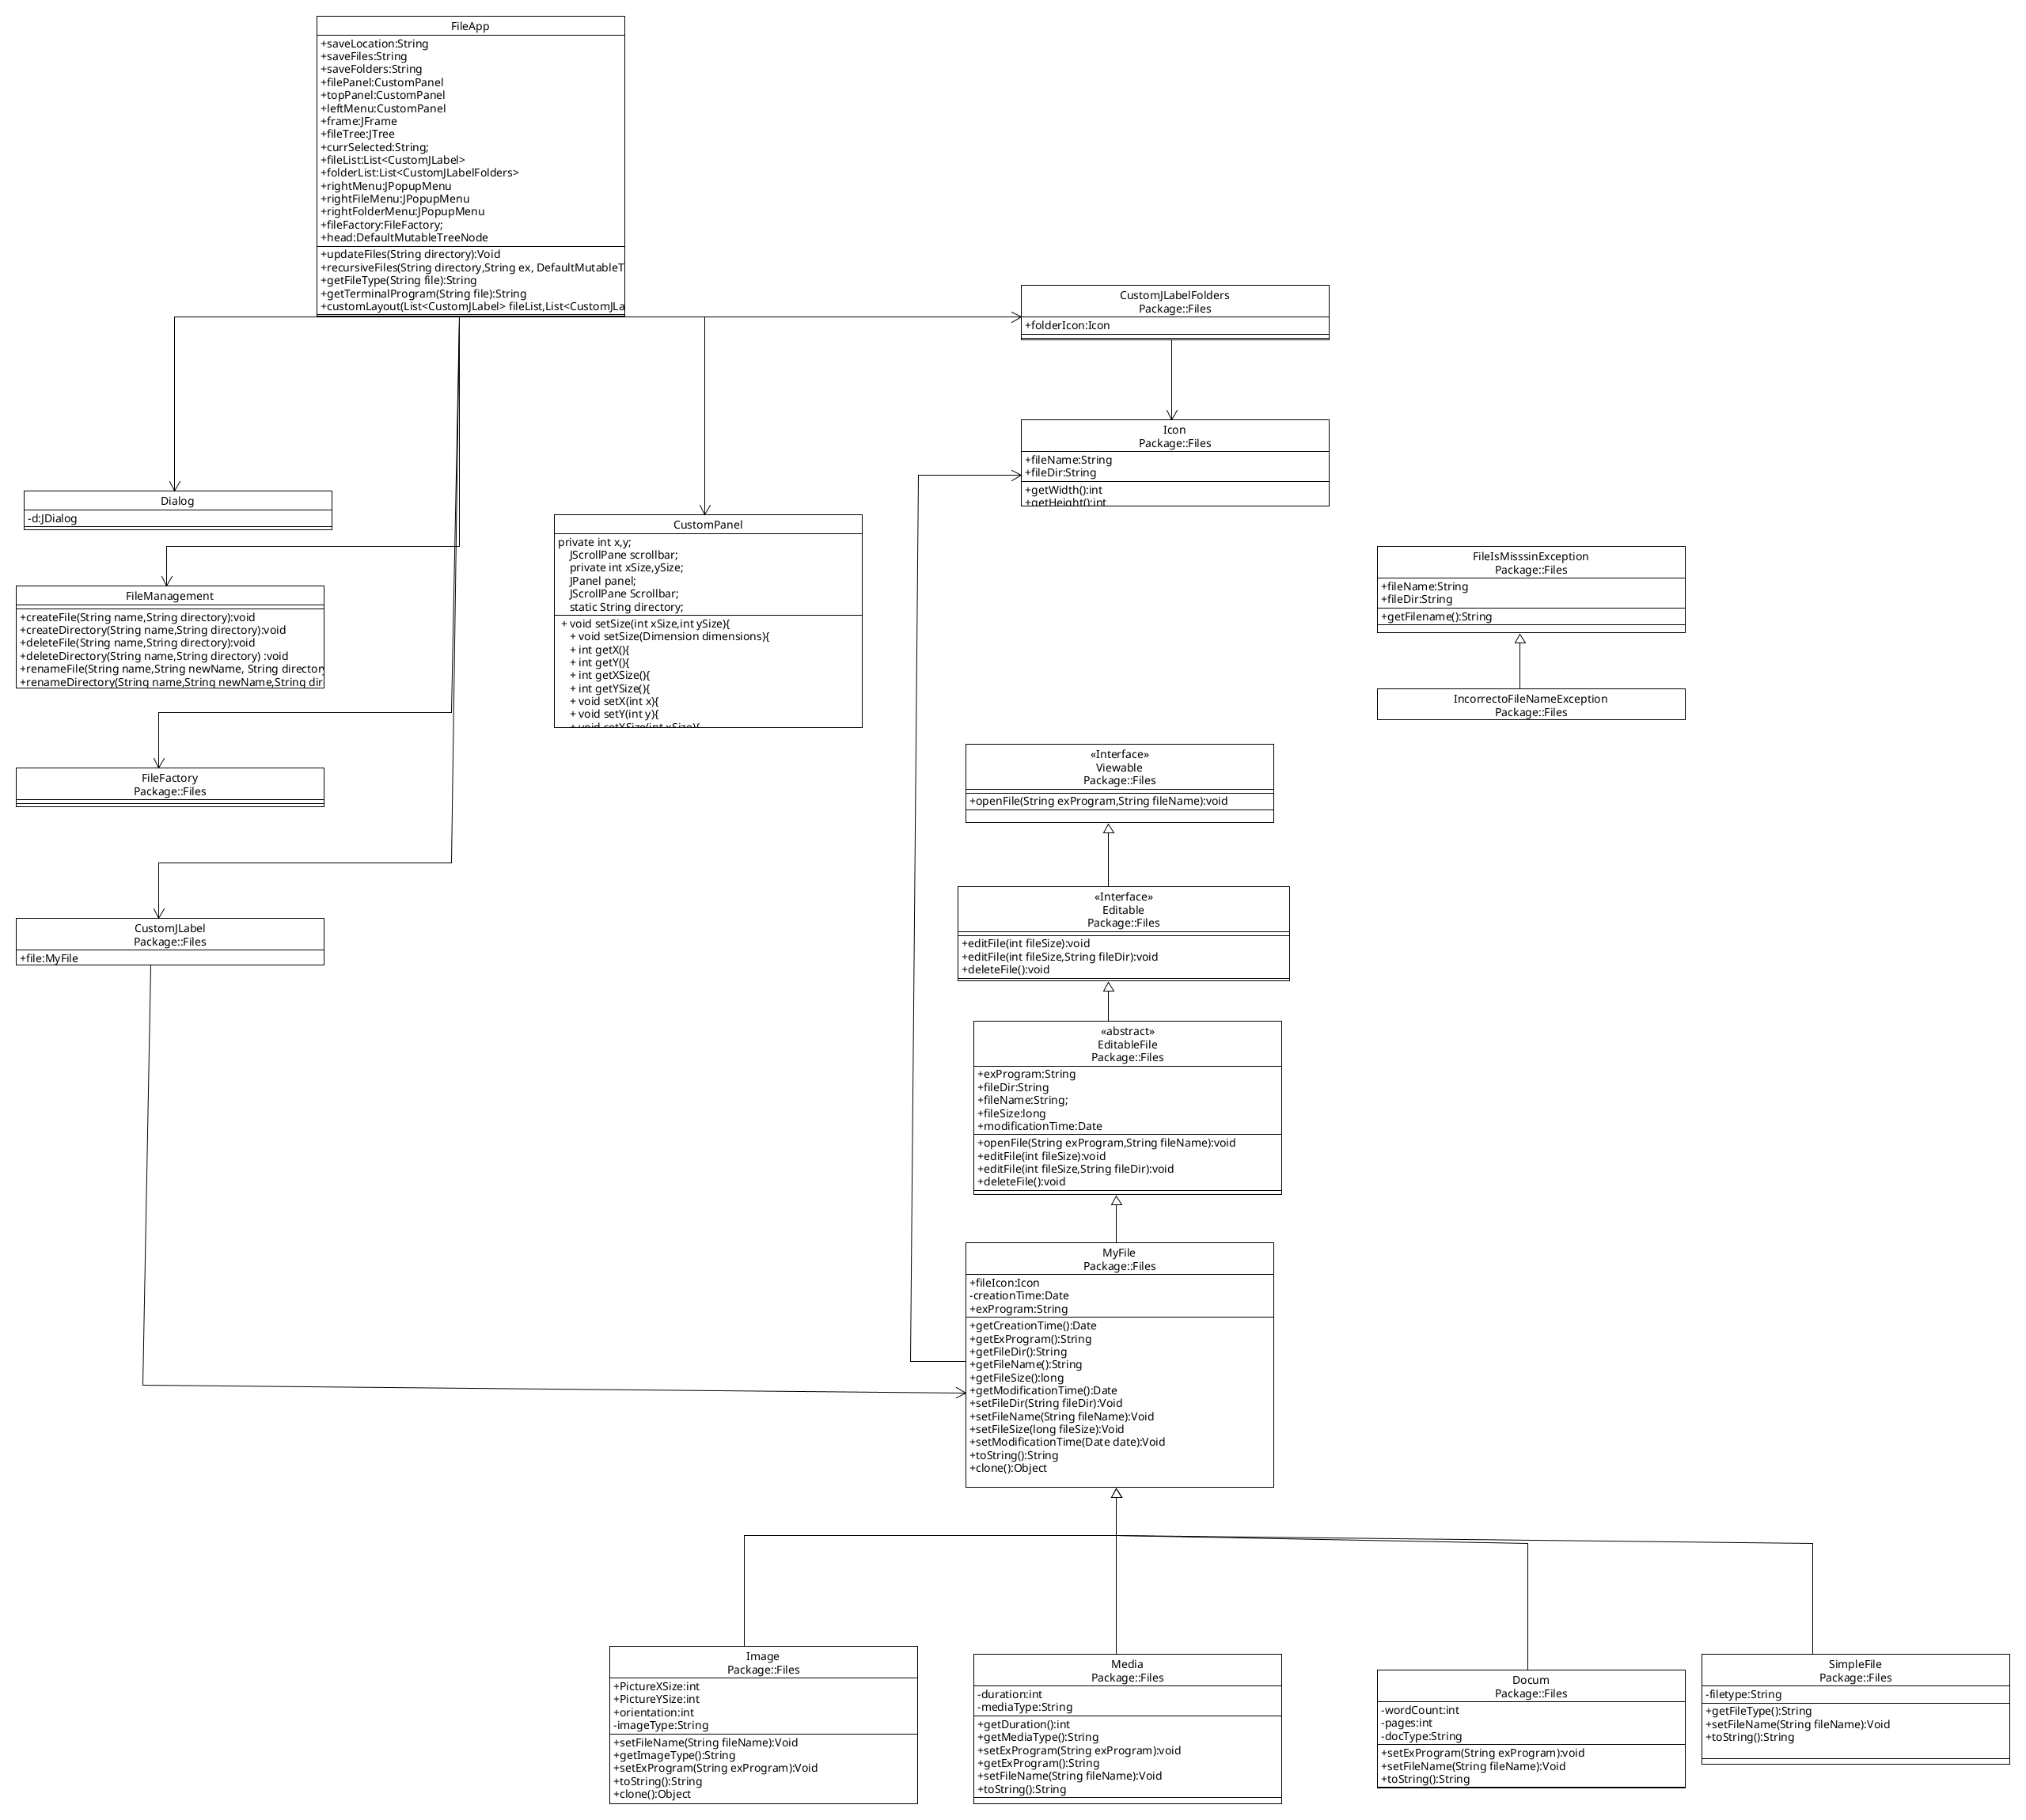 FileApp
+saveLocation:String
+saveFiles:String
+saveFolders:String
+filePanel:CustomPanel
+topPanel:CustomPanel
+leftMenu:CustomPanel
+frame:JFrame
+fileTree:JTree
+currSelected:String;
+fileList:List<CustomJLabel>
+folderList:List<CustomJLabelFolders>
+rightMenu:JPopupMenu
+rightFileMenu:JPopupMenu
+rightFolderMenu:JPopupMenu
+fileFactory:FileFactory;
+head:DefaultMutableTreeNode
+updateFiles(String directory):Void
+recursiveFiles(String directory,String ex, DefaultMutableT
+getFileType(String file):String
+getTerminalProgram(String file):String
+customLayout(List<CustomJLabel> fileList,List<CustomJLa
CustomJLabelFolders
Package::Files
+folderIcon:Icon
Icon
Package::Files
+fileName:String
+fileDir:String
+getWidth():int
+getHeight():int
Dialog
-d:JDialog
CustomPanel
private int x,y;
JScrollPane scrollbar;
private int xSize,ySize;
JPanel panel;
JScrollPane Scrollbar;
static String directory;
+ void setSize(int xSize,int ySize){
+ void setSize(Dimension dimensions){
+ int getX(){
+ int getY(){
+ int getXSize(){
+ int getYSize(){
+ void setX(int x){
+ void setY(int y){
+ void setXSize(int xSize){
FileIsMisssinException
Package::Files
+fileName:String
+fileDir:String
+getFilename():String
FileManagement
+createFile(String name,String directory):void
+createDirectory(String name,String directory):void
+deleteFile(String name,String directory):void
+deleteDirectory(String name,String directory) :void
+renameFile(String name,String newName, String directory
+renameDirectory(String name,String newName,String dir
IncorrectoFileNameException
Package::Files
FileFactory
Package::Files
«Interface»
Viewable
Package::Files
+openFile(String exProgram,String fileName):void
«Interface»
Editable
Package::Files
+editFile(int fileSize):void
+editFile(int fileSize,String fileDir):void
+deleteFile():void
CustomJLabel
Package::Files
+file:MyFile
«abstract»
EditableFile
Package::Files
+exProgram:String
+fileDir:String
+fileName:String;
+fileSize:long
+modificationTime:Date
+openFile(String exProgram,String fileName):void
+editFile(int fileSize):void
+editFile(int fileSize,String fileDir):void
+deleteFile():void
MyFile
Package::Files
+fileIcon:Icon
-creationTime:Date
+exProgram:String
+getCreationTime():Date
+getExProgram():String
+getFileDir():String
+getFileName():String
+getFileSize():long
+getModificationTime():Date
+setFileDir(String fileDir):Void
+setFileName(String fileName):Void
+setFileSize(long fileSize):Void
+setModificationTime(Date date):Void
+toString():String
+clone():Object
Image
Package::Files
+PictureXSize:int
+PictureYSize:int
+orientation:int
-imageType:String
+setFileName(String fileName):Void
+getImageType():String
+setExProgram(String exProgram):Void
+toString():String
+clone():Object
Media
Package::Files
-duration:int
-mediaType:String
+getDuration():int
+getMediaType():String
+setExProgram(String exProgram):void
+getExProgram():String
+setFileName(String fileName):Void
+toString():String
Docum
Package::Files
-wordCount:int
-pages:int
-docType:String
+setExProgram(String exProgram):void
+setFileName(String fileName):Void
+toString():String
SimpleFile
Package::Files
-filetype:String
+getFileType():String
+setFileName(String fileName):Void
+toString():String